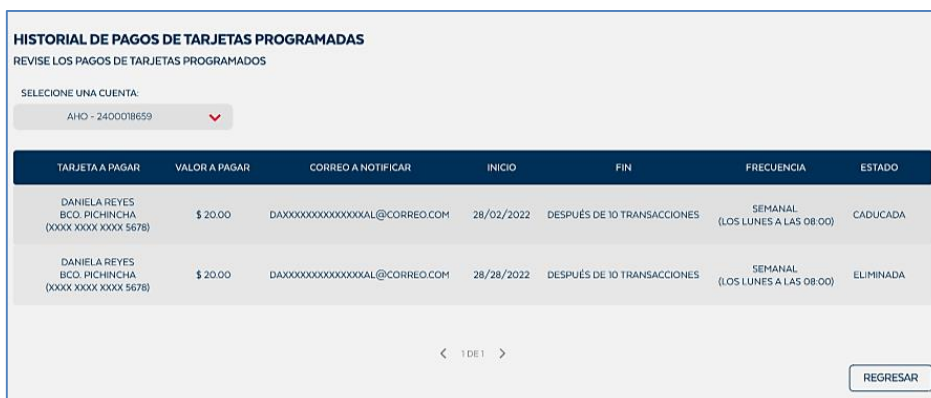 HISTORIAL DE PAGOS DE TARJETAS PROGRAMADAS
REVISE LOS PAGOS DE TARJETAS PROGRAMADOS
SELECIONE UNA CUENTA:
AHO - 2400018659
TARJETA A PAGAR VALOR A PAGAR CORREO A NOTIFICAR INICIO FIN FRECUENCIA ESTADO
DANIELA REYES
BCO. PICHINCHA
(XXXX XXXX XXXX 5678)
$ 20.00
DAXXXXXXXXXXXXXXAL@CORREO.COM
28/02/2022
DESPUÉS DE 10 TRANSACCIONES
SEMANAL
(LOS LUNES A LAS 08:00)
CADUCADA
DANIELA REYES
BCO. PICHINCHA
(XXXX XXXX XXXX 5678)
$ 20.00
DAXXXXXXXXXXXXXXAL@CORREO.COM
28/28/2022
DESPUÉS DE 10 TRANSACCIONES
SEMANAL
(LOS LUNES A LAS 08:00)
ELIMINADA
1 DE 1
REGRESAR